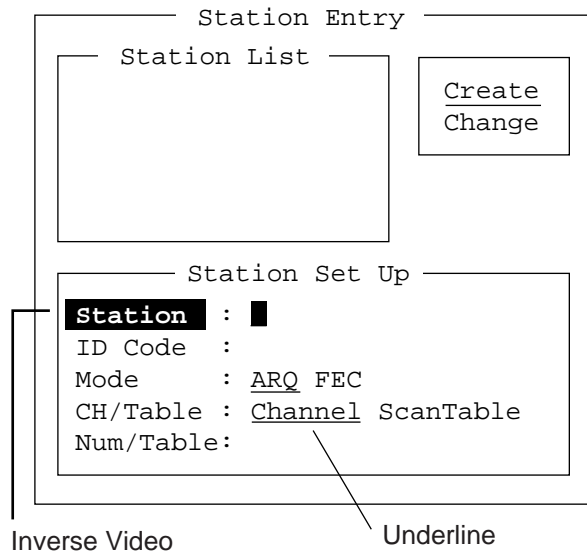 Station Entry
Station List
Create
Change
Station Set Up
Station :
ID Code :
Mode : ARQ FEC
CH/Table : Channel ScanTable
Num/Table:
Inverse Video
Underline